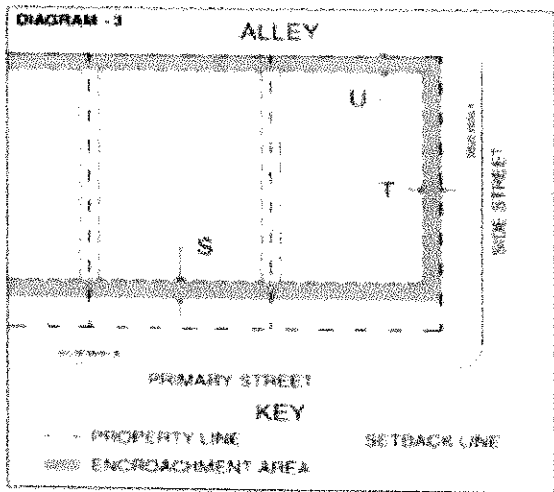 DIAGRAM - 3
ALLEY
U
T
SIDE STREET
S
PRIMARY STREET
KEY
PROPERTY LINE
SETBACK LINE
ENCROACHMENT AREA